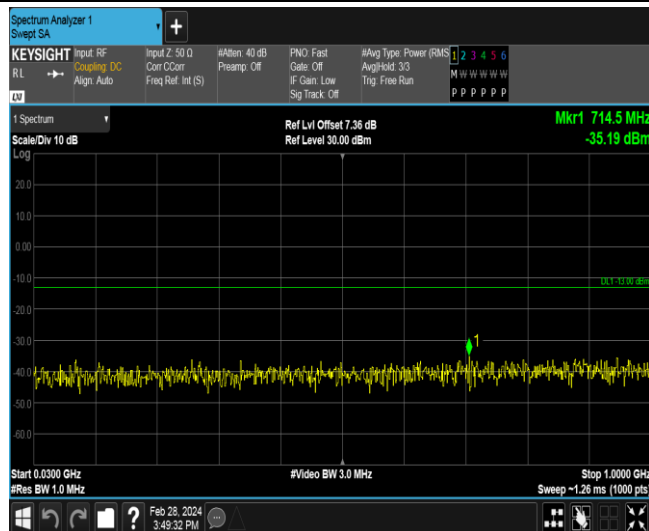 Spectrum Analyzer 1
Swept SA
KEYSIGHT
RL
Input: RF
Coupling: DC
Align: Auto
Input Z: 50 Ω
Corr CCorr
Freq Ref: Int (S)
#Atten: 40 dB
Preamp: Off
PNO: Fast
Gate: Off
IF Gain: Low
Sig Track: Off
#Avg Type: Power (RMS
Avg|Hold: 3/3
Trig: Free Run
1 2 3 4 5 6
M W W W W W
P P P P P P
1 Spectrum
Scale/Div 10 dB
Log
Ref Lvl Offset 7.36 dB
Ref Level 30.00 dBm
Mkr1 714.5 MHz
-35.19 dBm
20.0
10.0
0.00
-10.0
DL1 -13.00 dBm
-20.0
-30.0
1
-40.0
-50.0
-60.0
Start 0.0300 GHz
#Res BW 1.0 MHz
#Video BW 3.0 MHz
Stop 1.0000 GHz
Sweep ~1.26 ms (1000 pts)
?
Feb 28, 2024
3:49:32 PM